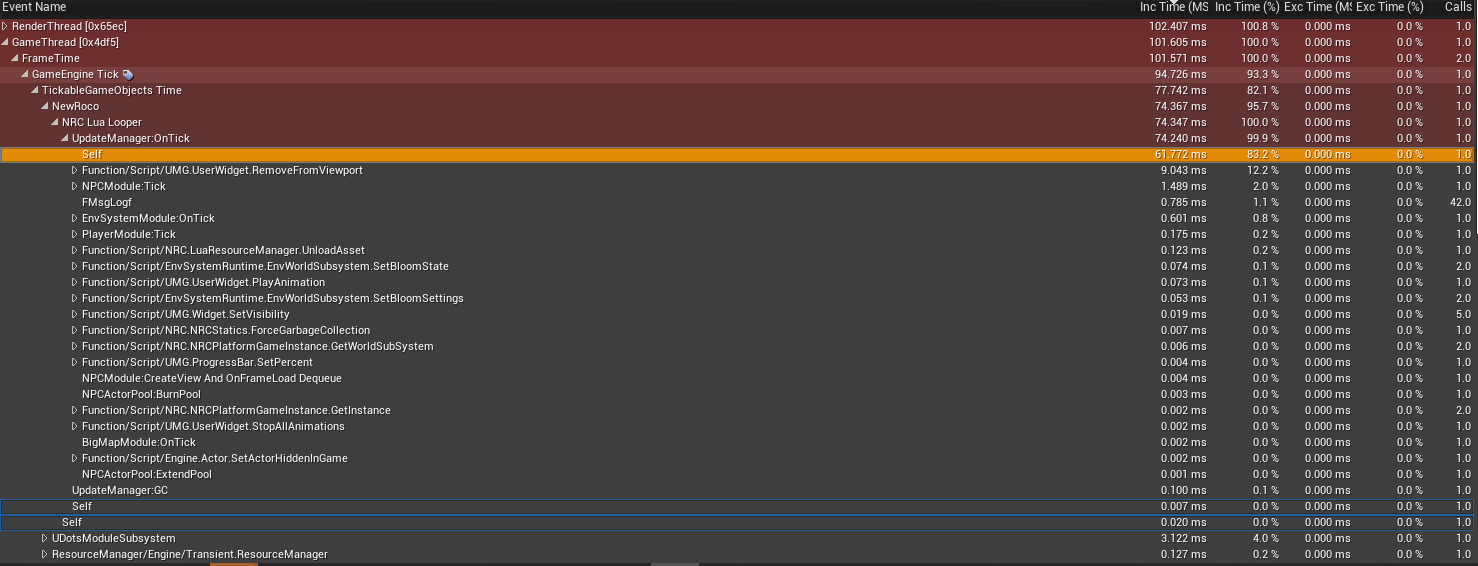 Event Name Inc Time (MS Inc Time (%) Exc Time (MS Exc Time (%) Calls
RenderThread [0x65ec] 102.407 ms 100.8 % 0.000 ms 0.0 % 1.0
GameThread [0x4df5] 101.605 ms 100.0 % 0.000 ms 0.0 % 1.0
FrameTime 101.571 ms 100.0 % 0.000 ms 0.0 % 2.0
GameEngine Tick 94.726 ms 93.3 % 0.000 ms 0.0 % 1.0
TickableGameObjects Time 77.742 ms 82.1 % 0.000 ms 0.0 % 1.0
NewRoco 74.367 ms 95.7 % 0.000 ms 0.0 % 1.0
NRC Lua Looper 74.347 ms 100.0 % 0.000 ms 0.0 % 1.0
UpdateManager:OnTick 74.240 ms 99.9 % 0.000 ms 0.0 % 1.0
Self 61.772 ms 83.2 % 0.000 ms 0.0 % 1.0
Function/Script/UMG.UserWidget.RemoveFromViewport 9.043 ms 12.2 % 0.000 ms 0.0 % 1.0
NPCModule:Tick 1.489 ms 2.0 % 0.000 ms 0.0 % 1.0
FMsgLogf 0.785 ms 1.1 % 0.000 ms 0.0 % 42.0
EnvSystemModule:OnTick 0.601 ms 0.8 % 0.000 ms 0.0 % 1.0
PlayerModule:Tick 0.175 ms 0.2 % 0.000 ms 0.0 % 1.0
Function/Script/NRC.LuaResourceManager.UnloadAsset 0.123 ms 0.2 % 0.000 ms 0.0 % 1.0
Function/Script/EnvSystemRuntime.EnvWorldSubsystem.SetBloomState 0.074 ms 0.1 % 0.000 ms 0.0 % 2.0
Function/Script/UMG.UserWidget.PlayAnimation 0.073 ms 0.1 % 0.000 ms 0.0 % 1.0
Function/Script/EnvSystemRuntime.EnvWorldSubsystem.SetBloomSettings 0.053 ms 0.1 % 0.000 ms 0.0 % 2.0
Function/Script/UMG.Widget.SetVisibility 0.019 ms 0.0 % 0.000 ms 0.0 % 5.0
Function/Script/NRC.NRCStatics.ForceGarbageCollection 0.007 ms 0.0 % 0.000 ms 0.0 % 1.0
Function/Script/NRC.NRCPlatformGameInstance.GetWorldSubSystem 0.006 ms 0.0 % 0.000 ms 0.0 % 2.0
Function/Script/UMG.ProgressBar.SetPercent 0.004 ms 0.0 % 0.000 ms 0.0 % 1.0
NPCModule:CreateView And OnFrameLoad Dequeue 0.004 ms 0.0 % 0.000 ms 0.0 % 1.0
NPCActorPool:BurnPool 0.003 ms 0.0 % 0.000 ms 0.0 % 1.0
Function/Script/NRC.NRCPlatformGameInstance.GetInstance 0.002 ms 0.0 % 0.000 ms 0.0 % 2.0
Function/Script/UMG.UserWidget.StopAllAnimations 0.002 ms 0.0 % 0.000 ms 0.0 % 1.0
BigMapModule:OnTick 0.002 ms 0.0 % 0.000 ms 0.0 % 1.0
Function/Script/Engine.Actor.SetActorHiddenInGame 0.002 ms 0.0 % 0.000 ms 0.0 % 1.0
NPCActorPool:ExtendPool 0.001 ms 0.0 % 0.000 ms 0.0 % 1.0
UpdateManager:GC 0.100 ms 0.1 % 0.000 ms 0.0 % 1.0
Self 0.007 ms 0.0 % 0.000 ms 0.0 % 1.0
Self 0.020 ms 0.0 % 0.000 ms 0.0 % 1.0
UDotsModuleSubsystem 3.122 ms 4.0 % 0.000 ms 0.0 % 1.0
ResourceManager/Engine/Transient.ResourceManager 0.127 ms 0.2 % 0.000 ms 0.0 % 1.0